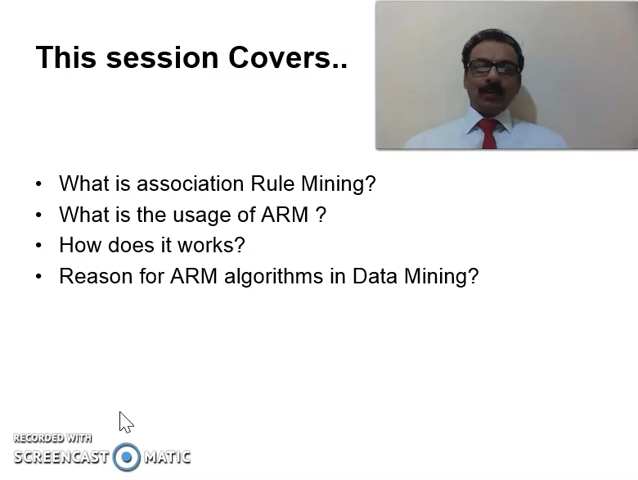 This session Covers..
• What is association Rule Mining?
• What is the usage of ARM ?
• How does it works?
• Reason for ARM algorithms in Data Mining?
RECORDED WITH
SCREENCAST MATIC